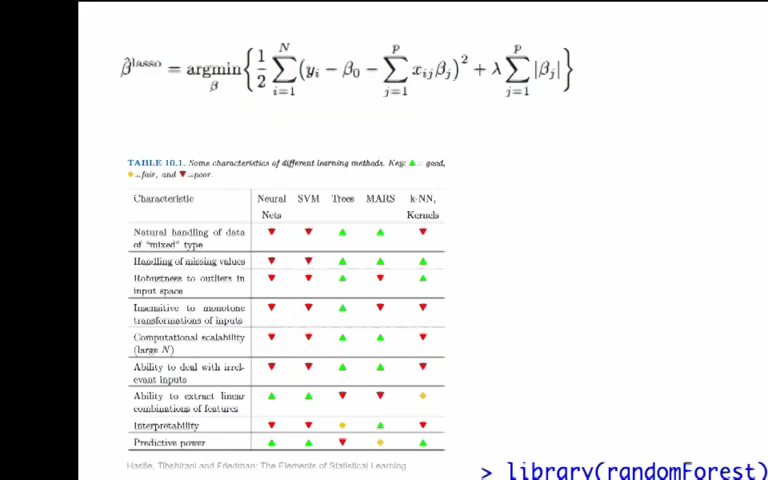 β̂^lasso = argmin_β { 1/2 ∑_{i=1}^{N} (y_i − β_0 − ∑_{j=1}^{p} x_{ij}β_j)^2 + λ ∑_{j=1}^{p} |β_j| }
TABLE 10.1. Some characteristics of different learning methods. Key: ▲ = good,
◆=fair, and ▼=poor.
Characteristic Neural SVM Trees MARS k-NN,
Nets Kernels
Natural handling of data ▼ ▼ ▲ ▲ ▼
of "mixed" type
Handling of missing values ▼ ▼ ▲ ▲ ▲
Robustness to outliers in ▼ ▼ ▲ ▼ ▲
input space
Insensitive to monotone ▼ ▼ ▲ ▼ ▼
transformations of inputs
Computational scalability ▼ ▼ ▲ ▲ ▼
(large N)
Ability to deal with irrel- ▼ ▼ ▲ ▲ ▼
evant inputs
Ability to extract linear ▲ ▲ ▼ ▼ ◆
combinations of features
Interpretability ▼ ▼ ◆ ▲ ▼
Predictive power ▲ ▲ ▼ ◆ ▲
Hastie, Tibshirani and Friedman: The Elements of Statistical Learning
> library(randomForest)